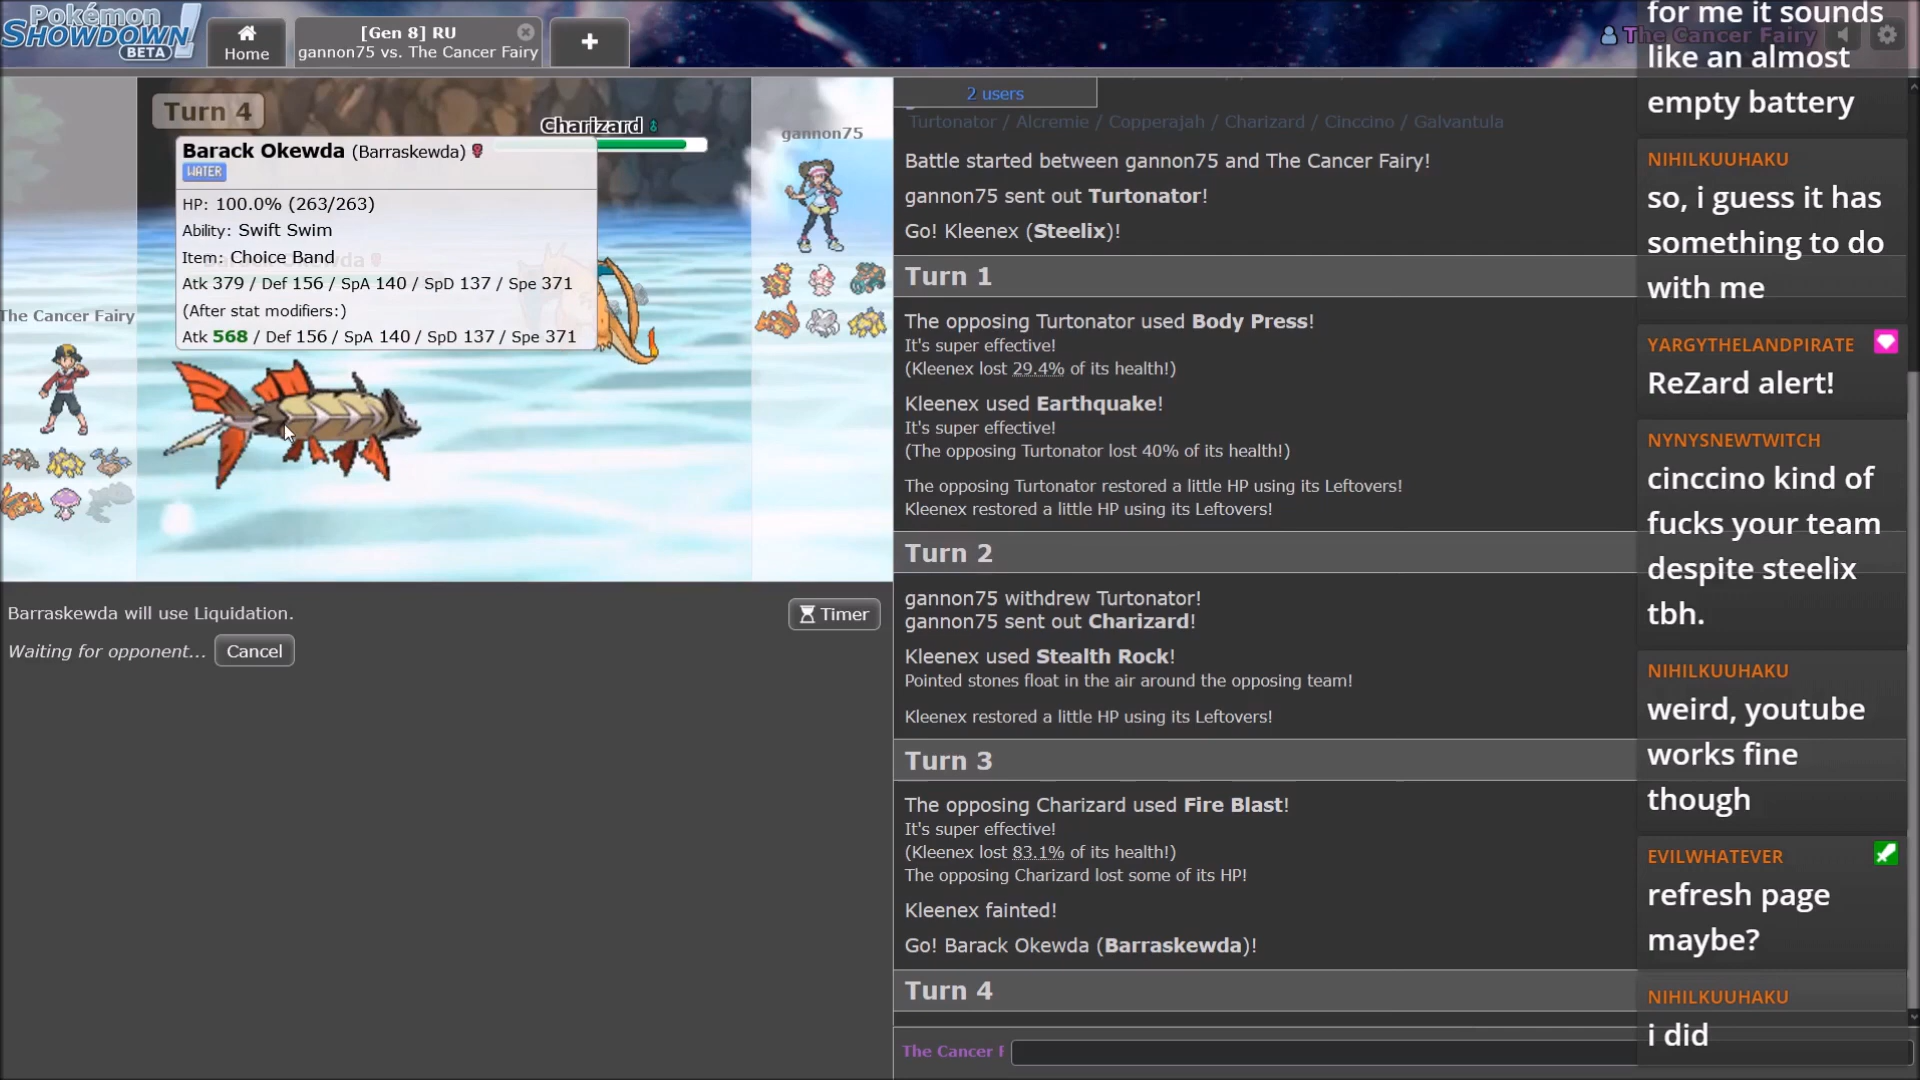 Pokémon
SHOWDOWN!
BETA
Home
[Gen 8] RU
gannon75 vs. The Cancer Fairy
+
The Cancer Fairy
Turn 4
Charizard
Barack Okewda (Barraskewda)
WATER
HP: 100.0% (263/263)
Ability: Swift Swim
Item: Choice Band
Atk 379 / Def 156 / SpA 140 / SpD 137 / Spe 371
(After stat modifiers:)
Atk 568 / Def 156 / SpA 140 / SpD 137 / Spe 371
The Cancer Fairy
gannon75
Barraskewda will use Liquidation.
Timer
Waiting for opponent...
Cancel
2 users
Turtonator / Alcremie / Copperajah / Charizard / Cinccino / Galvantula
Battle started between gannon75 and The Cancer Fairy!
gannon75 sent out Turtonator!
Go! Kleenex (Steelix)!
Turn 1
The opposing Turtonator used Body Press!
It's super effective!
(Kleenex lost 29.4% of its health!)
Kleenex used Earthquake!
It's super effective!
(The opposing Turtonator lost 40% of its health!)
The opposing Turtonator restored a little HP using its Leftovers!
Kleenex restored a little HP using its Leftovers!
Turn 2
gannon75 withdrew Turtonator!
gannon75 sent out Charizard!
Kleenex used Stealth Rock!
Pointed stones float in the air around the opposing team!
Kleenex restored a little HP using its Leftovers!
Turn 3
The opposing Charizard used Fire Blast!
It's super effective!
(Kleenex lost 83.1% of its health!)
The opposing Charizard lost some of its HP!
Kleenex fainted!
Go! Barack Okewda (Barraskewda)!
Turn 4
The Cancer F
for me it sounds
like an almost
empty battery
NIHILKUUHAKU
so, i guess it has
something to do
with me
YARGYTHELANDPIRATE
ReZard alert!
NYNYSNEWTWITCH
cinccino kind of
fucks your team
despite steelix
tbh.
NIHILKUUHAKU
weird, youtube
works fine
though
EVILWHATEVER
refresh page
maybe?
NIHILKUUHAKU
i did